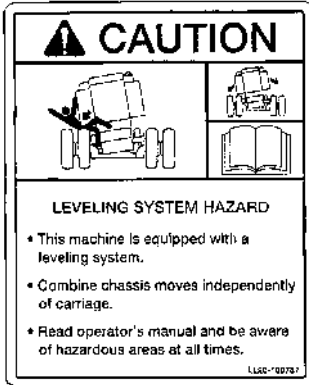 CAUTION
LEVELING SYSTEM HAZARD
• This machine is equipped with a
leveling system.
• Combine chassis moves independently
of carriage.
• Read operator's manual and be aware
of hazardous areas at all times.